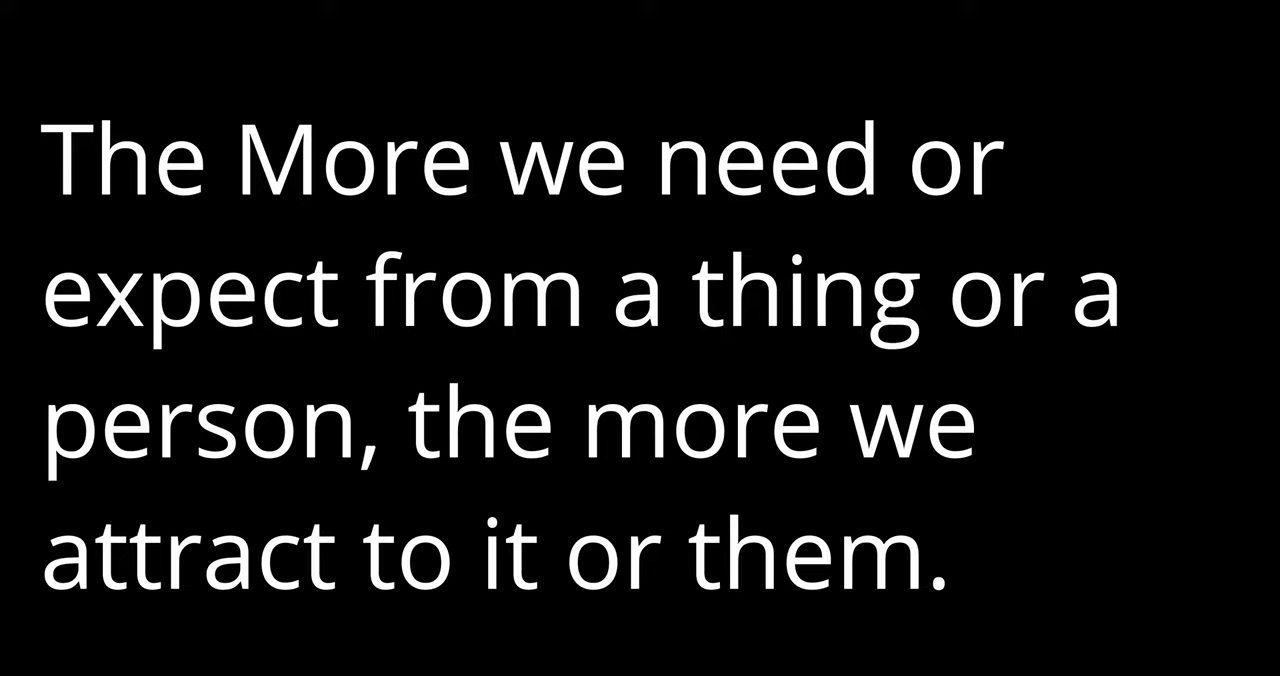 The More we need or
expect from a thing or a
person, the more we
attract to it or them.